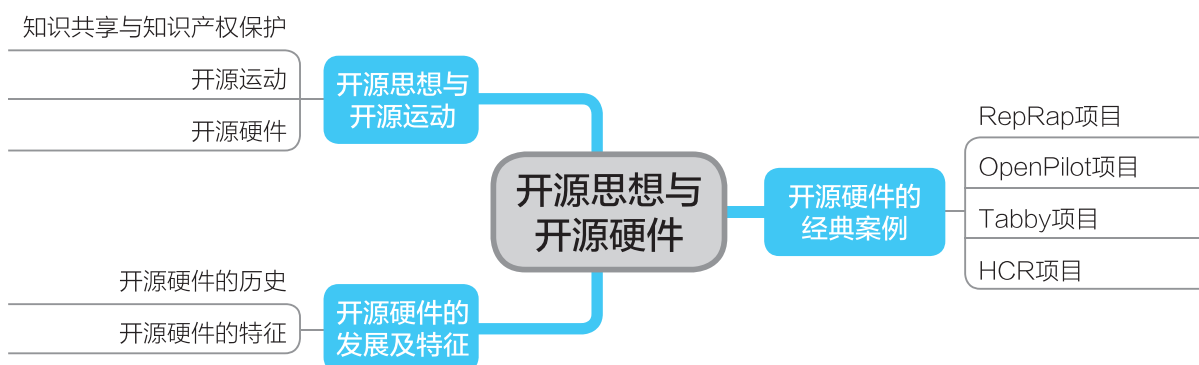 知识共享与知识产权保护
开源运动
开源硬件
开源思想与
开源运动
开源硬件的历史
开源硬件的特征
开源硬件的
发展及特征
开源思想与
开源硬件
开源硬件的
经典案例
RepRap项目
OpenPilot项目
Tabby项目
HCR项目